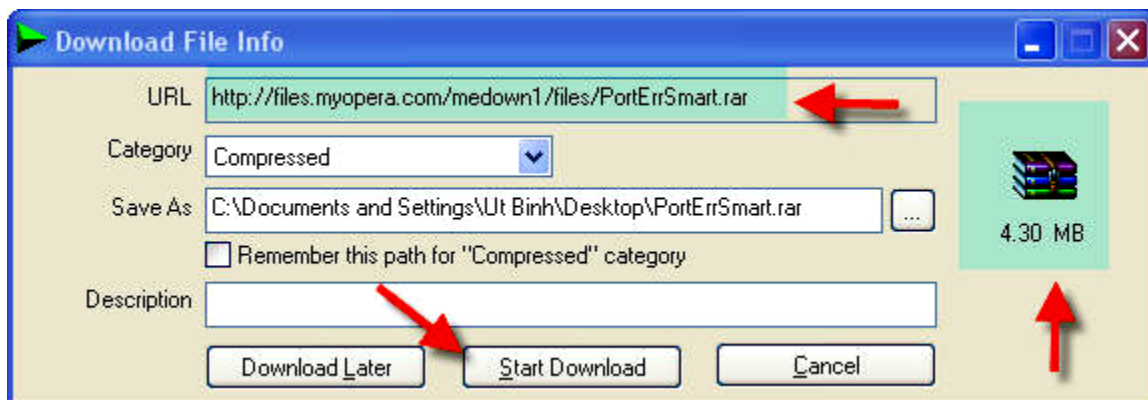 Download File Info
URL http://files.myopera.com/medown1/files/PortErrSmart.rar
Category Compressed
Save As C:\Documents and Settings\Ut Binh\Desktop\PortErrSmart.rar ...
4.30 MB
Remember this path for "Compressed" category
Description
Download Later Start Download Cancel